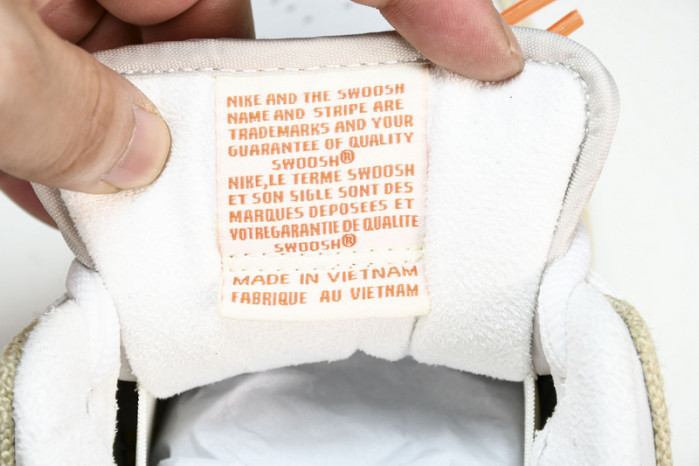 NIKE AND THE SWOOSH
NAME AND STRIPE ARE
TRADEMARKS AND YOUR
GUARANTEE OF QUALITY
SWOOSH®
NIKE,LE TERME SWOOSH
ET SON SIGLE SONT DES
MARQUES DEPOSEES ET
VOTREGARANTIE DE QUALITE
SWOOSH®
MADE IN VIETNAM
FABRIQUE AU VIETNAM